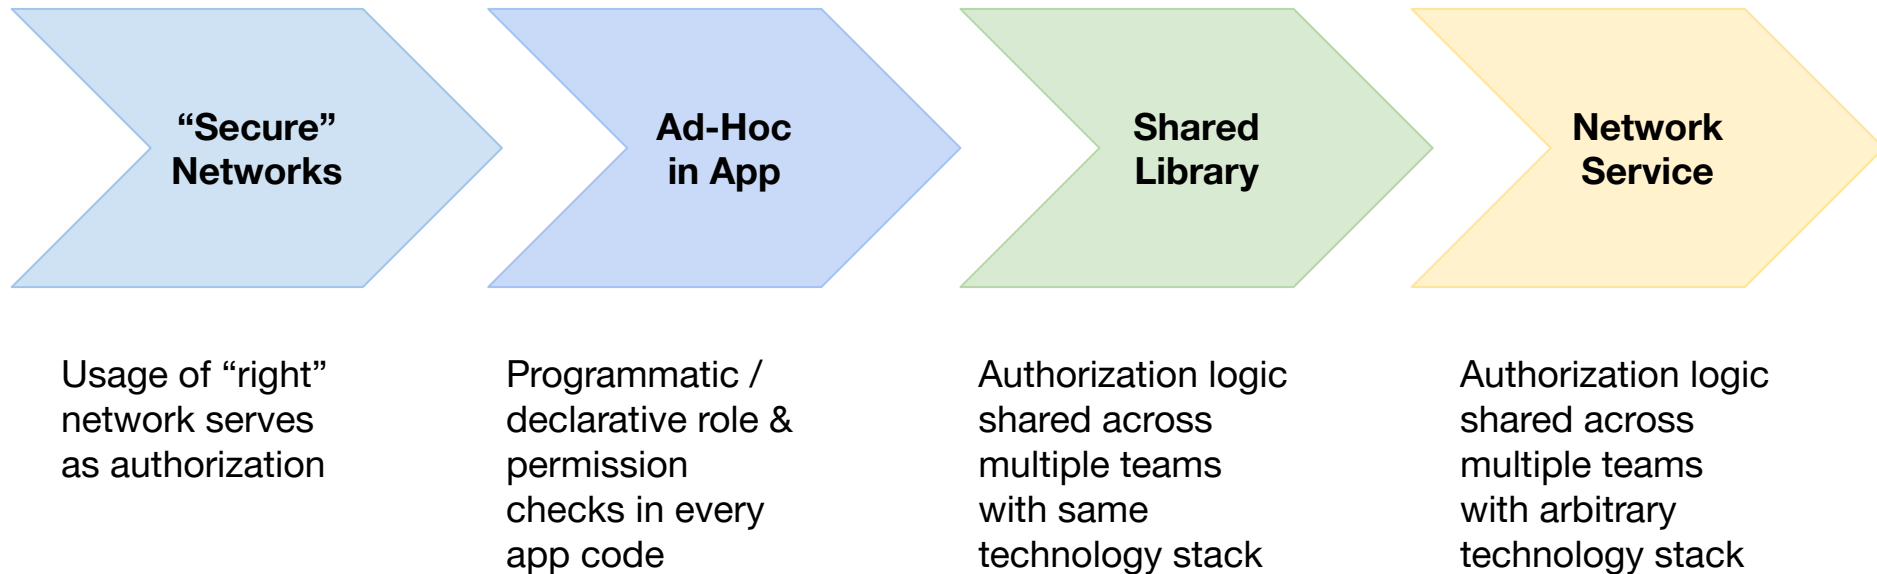 “Secure”
Networks
Ad-Hoc
in App
Shared
Library
Network
Service
Usage of “right”
network serves
as authorization
Programmatic /
declarative role &
permission
checks in every
app code
Authorization logic
shared across
multiple teams
with same
technology stack
Authorization logic
shared across
multiple teams
with arbitrary
technology stack